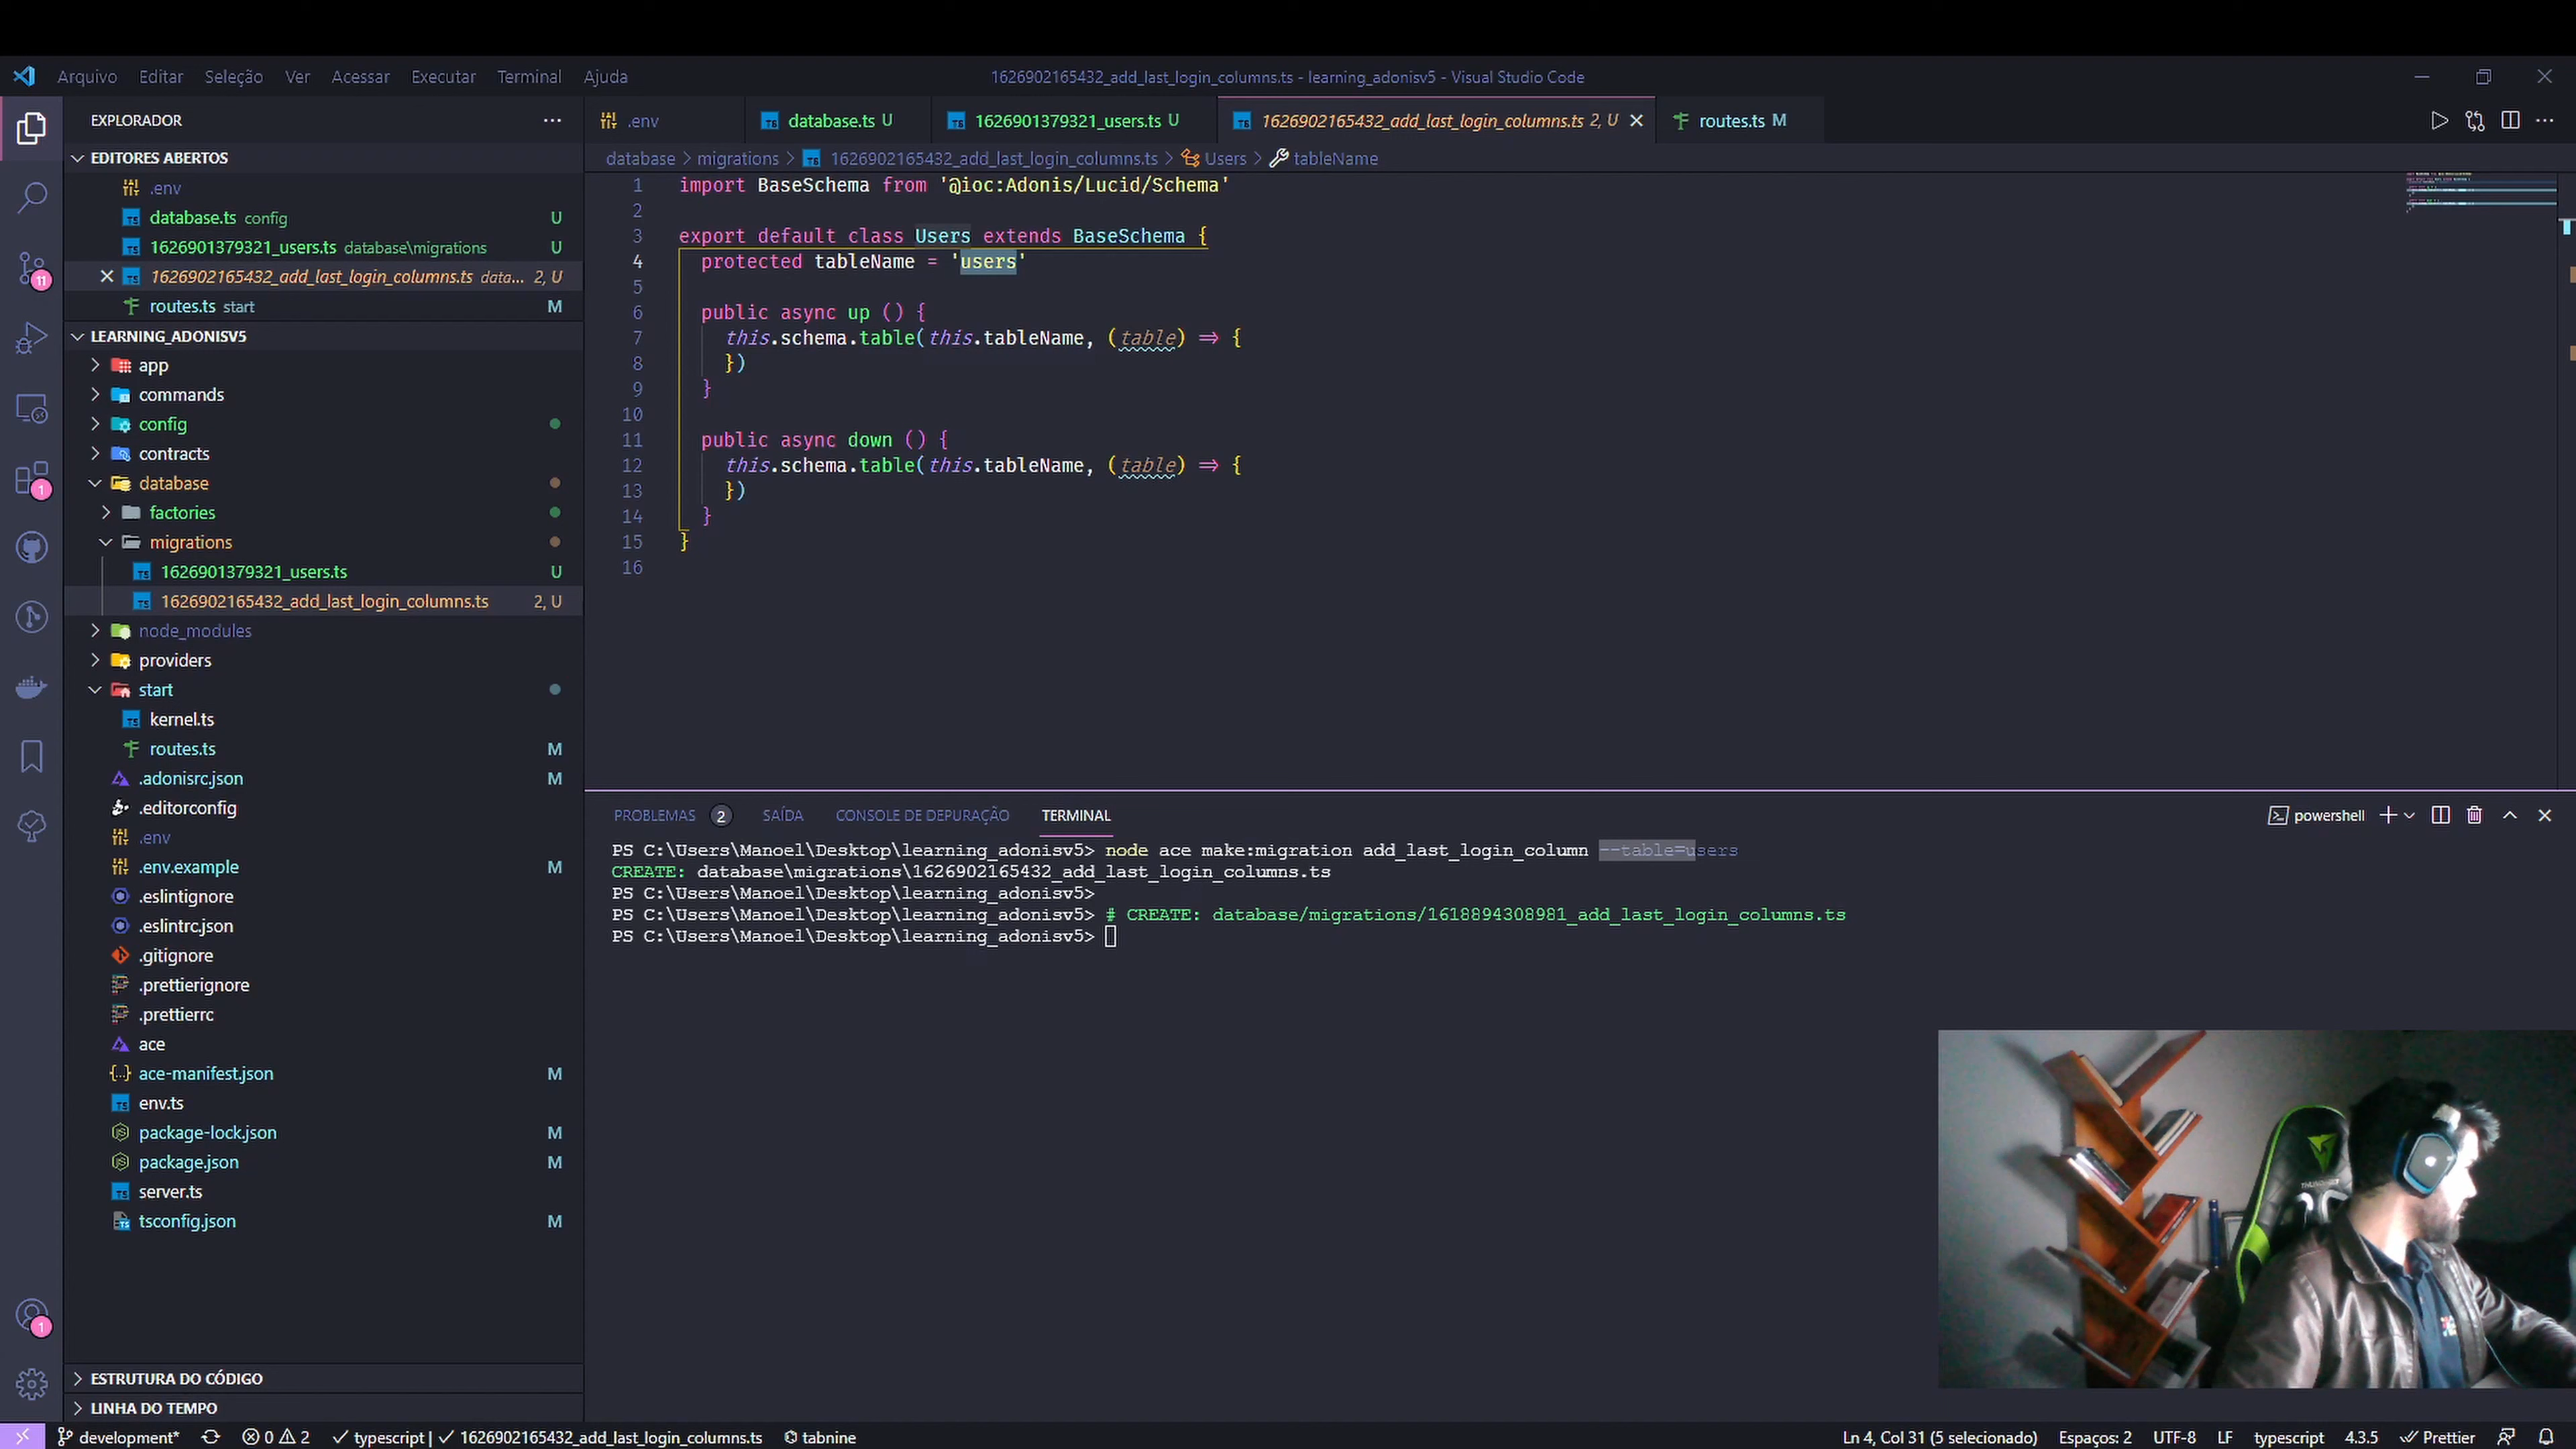 Arquivo Editar Seleção Ver Acessar Executar Terminal Ajuda
1626902165432_add_last_login_columns.ts - learning_adonisv5 - Visual Studio Code
EXPLORADOR
EDITORES ABERTOS
.env
database.ts config U
1626901379321_users.ts database\migrations U
1626902165432_add_last_login_columns.ts data... 2, U
routes.ts start M
LEARNING_ADONISV5
app
commands
config
contracts
database
factories
migrations
1626901379321_users.ts U
1626902165432_add_last_login_columns.ts 2, U
node_modules
providers
start
kernel.ts
routes.ts M
.adonisrc.json M
.editorconfig
.env
.env.example M
.eslintignore
.eslintrc.json
.gitignore
.prettierignore
.prettierrc
ace
ace-manifest.json M
env.ts
package-lock.json M
package.json M
server.ts
tsconfig.json M
ESTRUTURA DO CÓDIGO
LINHA DO TEMPO
11
1
1
.env database.ts U 1626901379321_users.ts U 1626902165432_add_last_login_columns.ts 2, U routes.ts M
database > migrations > 1626902165432_add_last_login_columns.ts > Users > tableName
1 import BaseSchema from '@ioc:Adonis/Lucid/Schema'
2
3 export default class Users extends BaseSchema {
4 protected tableName = 'users'
5
6 public async up () {
7 this.schema.table(this.tableName, (table) => {
8 })
9 }
10
11 public async down () {
12 this.schema.table(this.tableName, (table) => {
13 })
14 }
15 }
16
PROBLEMAS 2 SAÍDA CONSOLE DE DEPURAÇÃO TERMINAL powershell
PS C:\Users\Manoel\Desktop\learning_adonisv5> node ace make:migration add_last_login_column --table=users
CREATE: database\migrations\1626902165432_add_last_login_columns.ts
PS C:\Users\Manoel\Desktop\learning_adonisv5>
PS C:\Users\Manoel\Desktop\learning_adonisv5> # CREATE: database/migrations/1618894308981_add_last_login_columns.ts
PS C:\Users\Manoel\Desktop\learning_adonisv5>
development* 0 2 typescript | 1626902165432_add_last_login_columns.ts tabnine
Ln 4, Col 31 (5 selecionado) Espaços: 2 UTF-8 LF typescript 4.3.5 Prettier